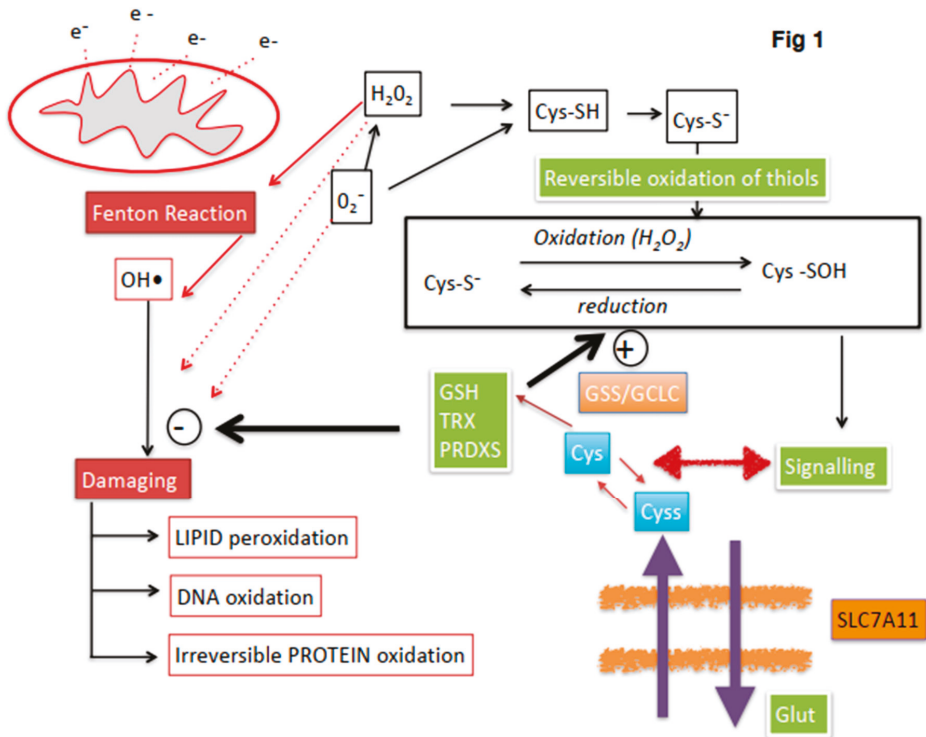 e⁻
e -
e-
e-
Fig 1
H₂O₂
Cys-SH
Cys-S⁻
O₂⁻
Reversible oxidation of thiols
Fenton Reaction
Oxidation (H₂O₂)
Cys-S⁻
Cys -SOH
reduction
OH•
+
GSS/GCLC
GSH
TRX
PRDXS
-
Cys
Signalling
Damaging
Cyss
LIPID peroxidation
DNA oxidation
SLC7A11
Irreversible PROTEIN oxidation
Glut